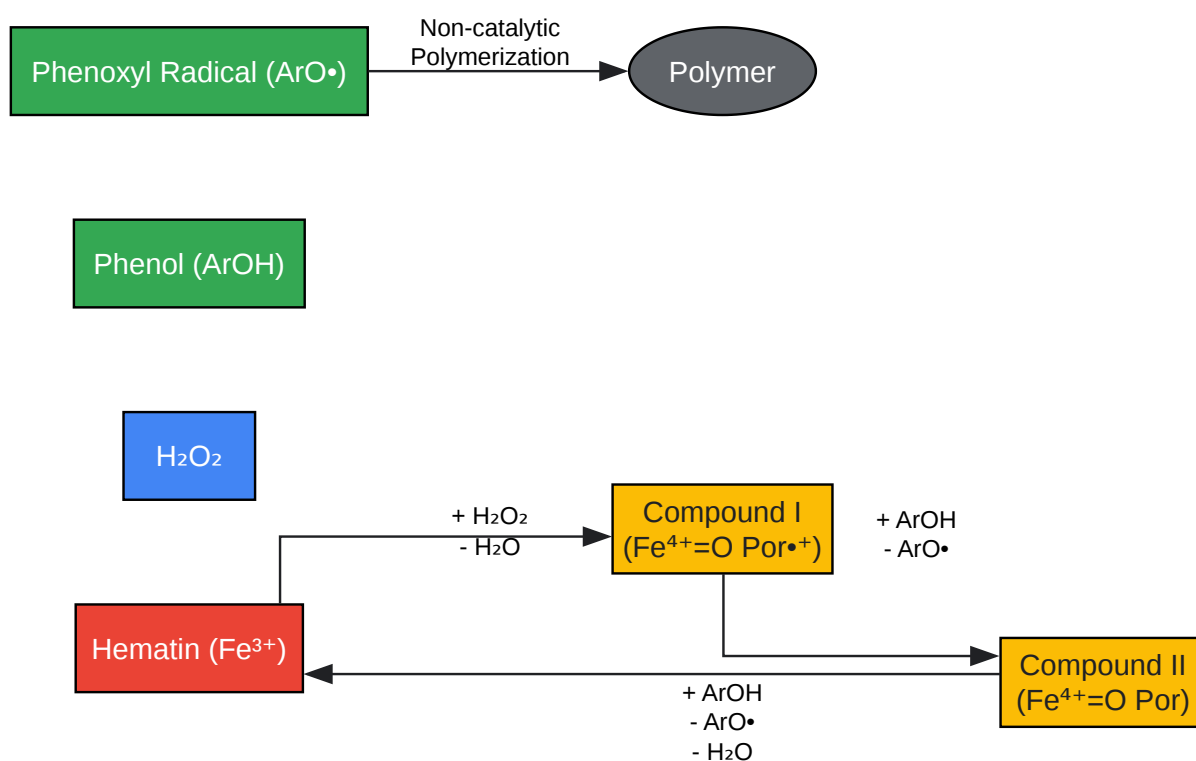 Phenoxyl Radical (ArO•)
Non-catalytic
Polymerization
Polymer
Phenol (ArOH)
H₂O₂
+ H₂O₂
- H₂O
Compound I
(Fe⁴⁺=O Por•⁺)
+ ArOH
- ArO•
Hematin (Fe³⁺)
Compound II
(Fe⁴⁺=O Por)
+ ArOH
- ArO•
- H₂O